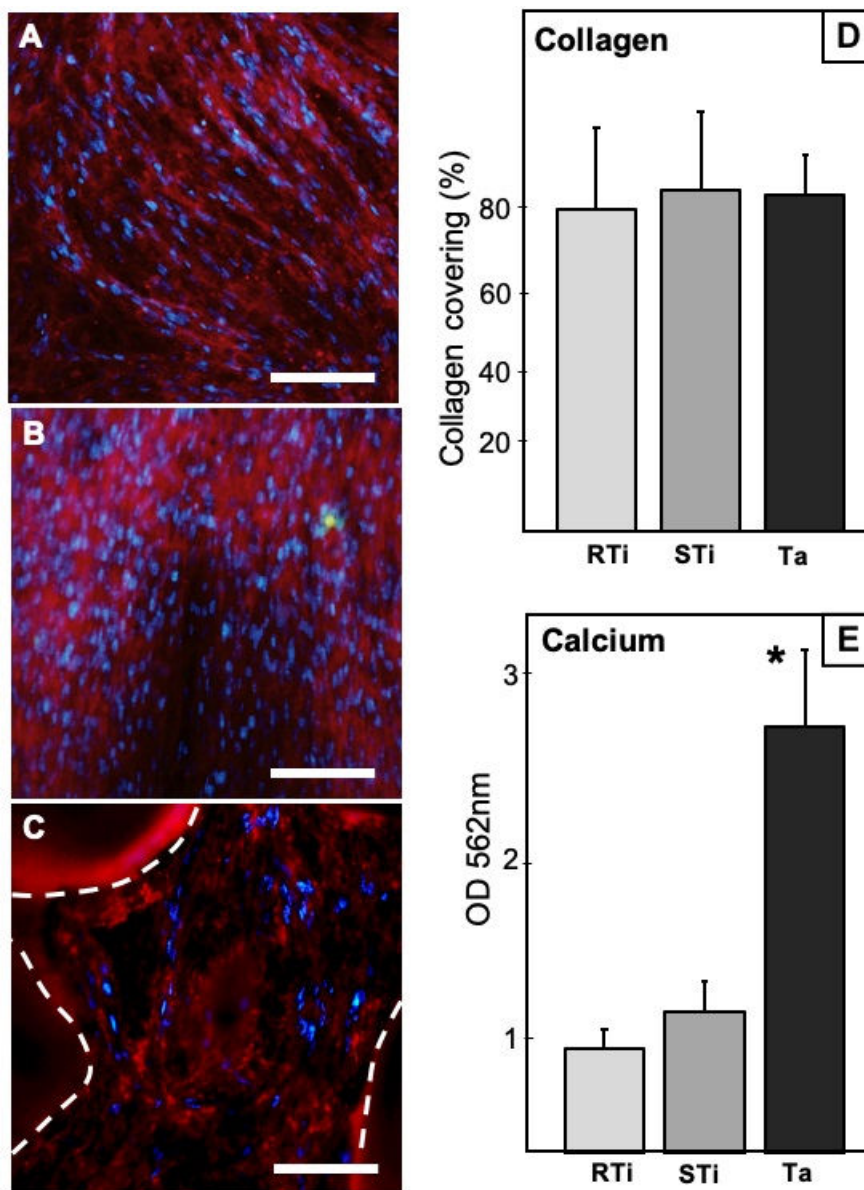 A
B
C
Collagen
D
Collagen covering (%)
80
60
40
20
RTi
STi
Ta
Calcium
E
*
OD 562nm
3
2
1
RTi
STi
Ta